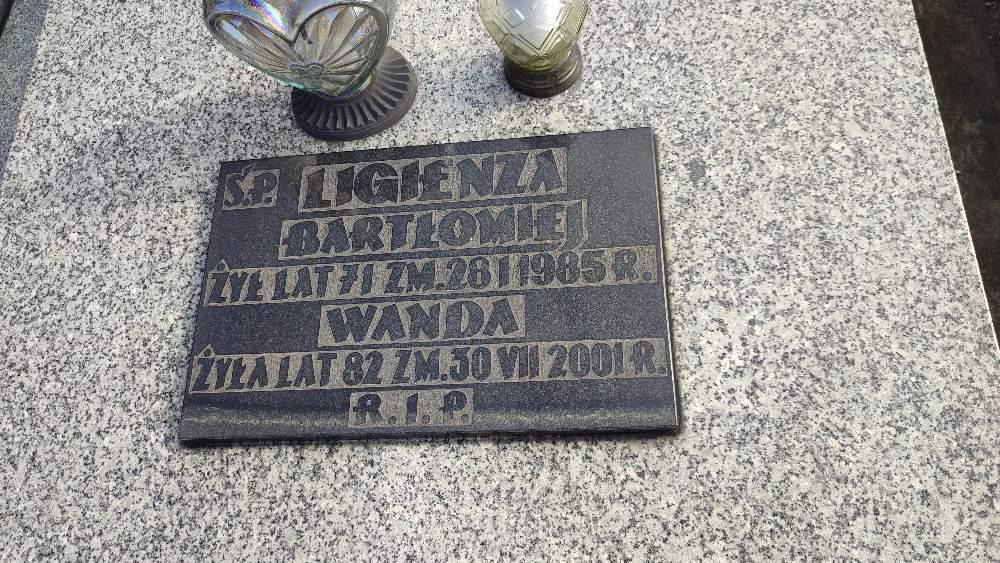 Ś.P. LIGIENZA
BARTŁOMIEJ
ŻYŁ LAT 71 ZM. 28 I 1985 R.
WANDA
ŻYŁA LAT 82 ZM. 30 VII 2001 R.
R.I.P.